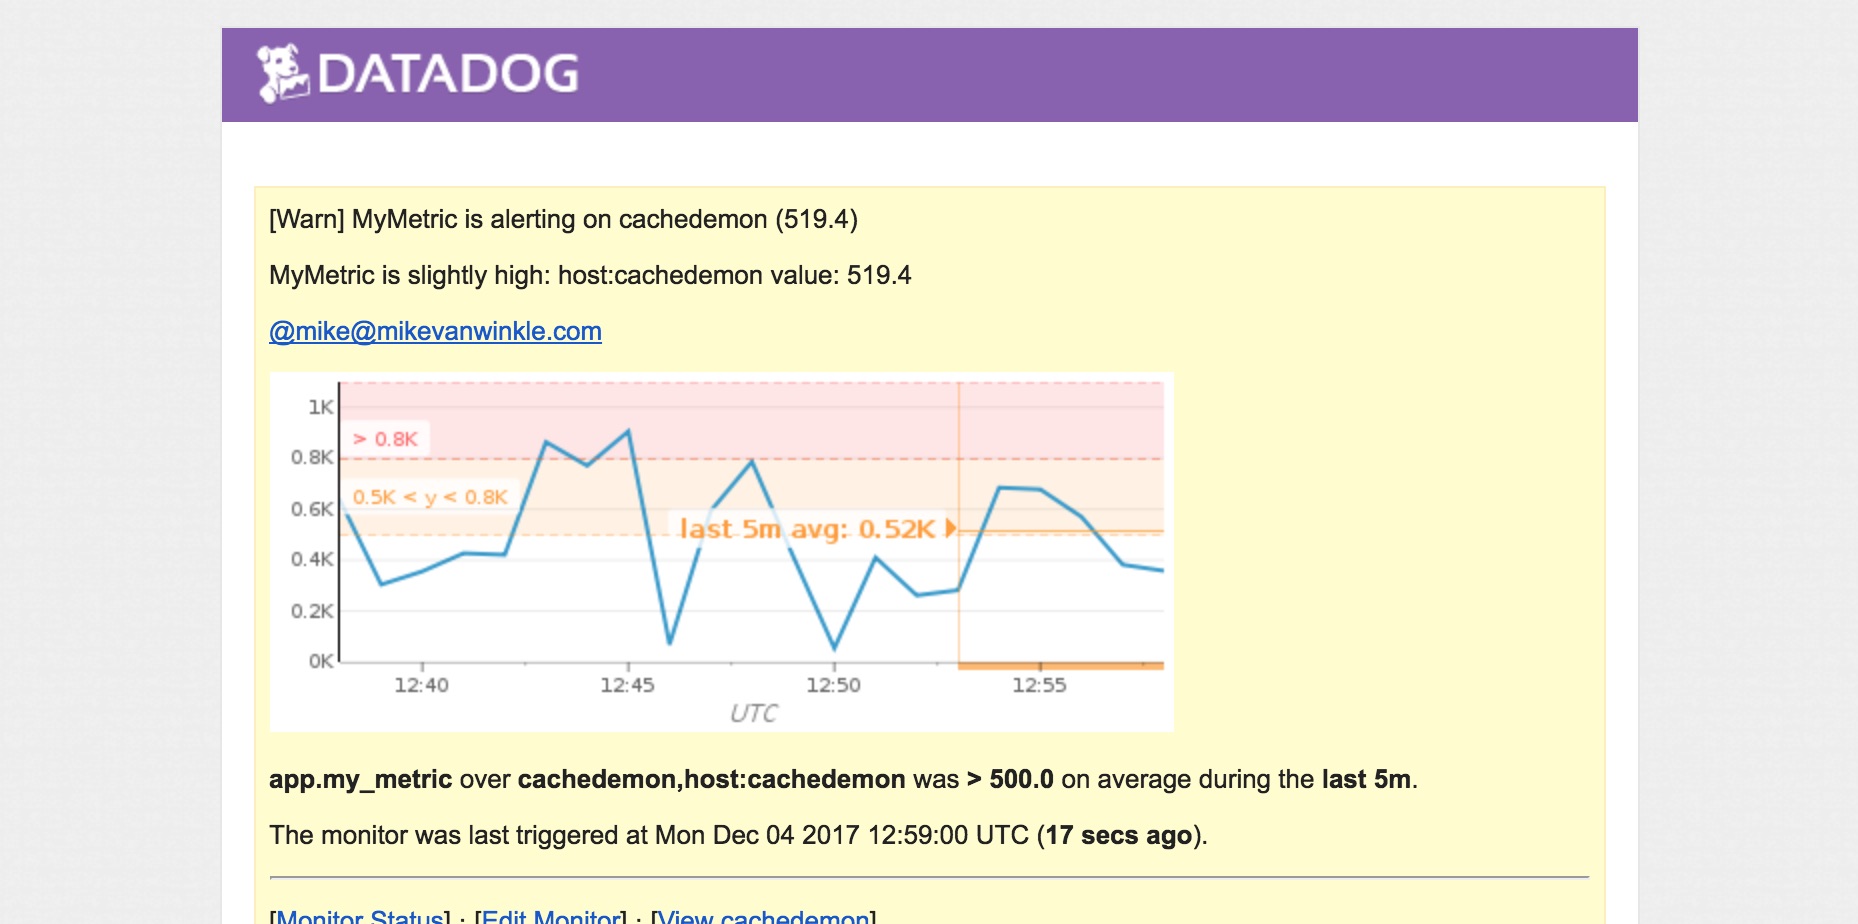 DATADOG
[Warn] MyMetric is alerting on cachedemon (519.4)
MyMetric is slightly high: host:cachedemon value: 519.4
@mike@mikevanwinkle.com
1K
> 0.8K
0.8K
0.5K < y < 0.8K
0.6K
last 5m avg: 0.52K
0.4K
0.2K
0K
12:40 12:45 12:50 12:55
UTC
app.my_metric over cachedemon,host:cachedemon was > 500.0 on average during the last 5m.
The monitor was last triggered at Mon Dec 04 2017 12:59:00 UTC (17 secs ago).
[Monitor Status] · [Edit Monitor] · [View cachedemon]